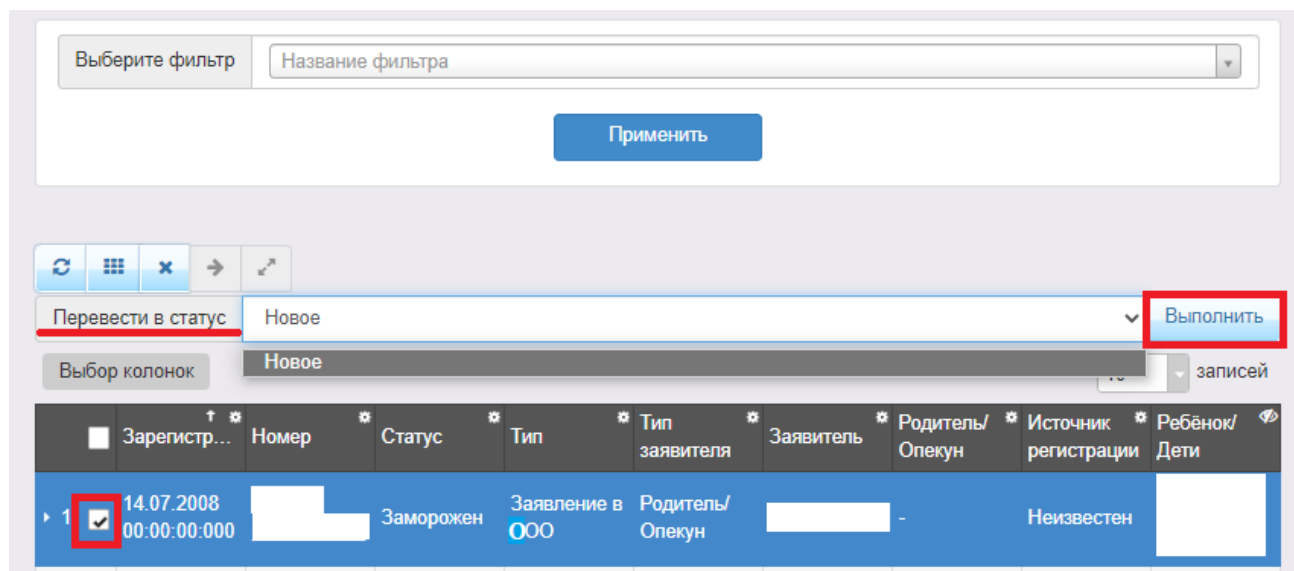 Выберите фильтр Название фильтра
Применить
Перевести в статус Новое Выполнить
Новое
Выбор колонок записей
Зарегистр... Номер Статус Тип Тип заявителя Заявитель Родитель/ Опекун Источник регистрации Ребёнок/ Дети
1 14.07.2008 00:00:00:000 Заморожен Заявление в ООО Родитель/ Опекун - Неизвестен